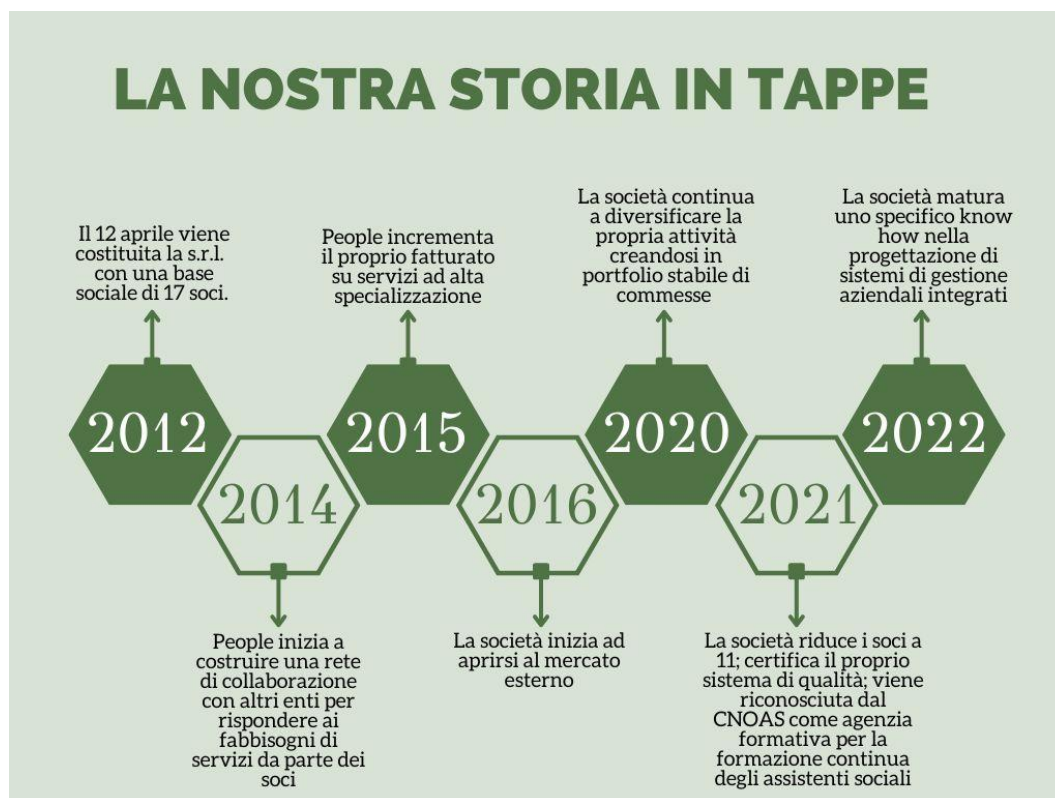 LA NOSTRA STORIA IN TAPPE
Il 12 aprile viene
costituita la s.r.l.
con una base
sociale di 17 soci.
2012
2014
People inizia a
costruire una rete
di collaborazione
con altri enti per
rispondere ai
fabbisogni di
servizi da parte dei
soci
People incrementa
il proprio fatturato
su servizi ad alta
specializzazione
2015
2016
La società inizia ad
aprirsi al mercato
esterno
La società continua
a diversificare la
propria attività
creandosi in
portfolio stabile di
commesse
2020
2021
La società riduce i soci a
11; certifica il proprio
sistema di qualità; viene
riconosciuta dal
CNOAS come agenzia
formativa per la
formazione continua
degli assistenti sociali
La società matura
uno specifico know
how nella
progettazione di
sistemi di gestione
aziendali integrati
2022